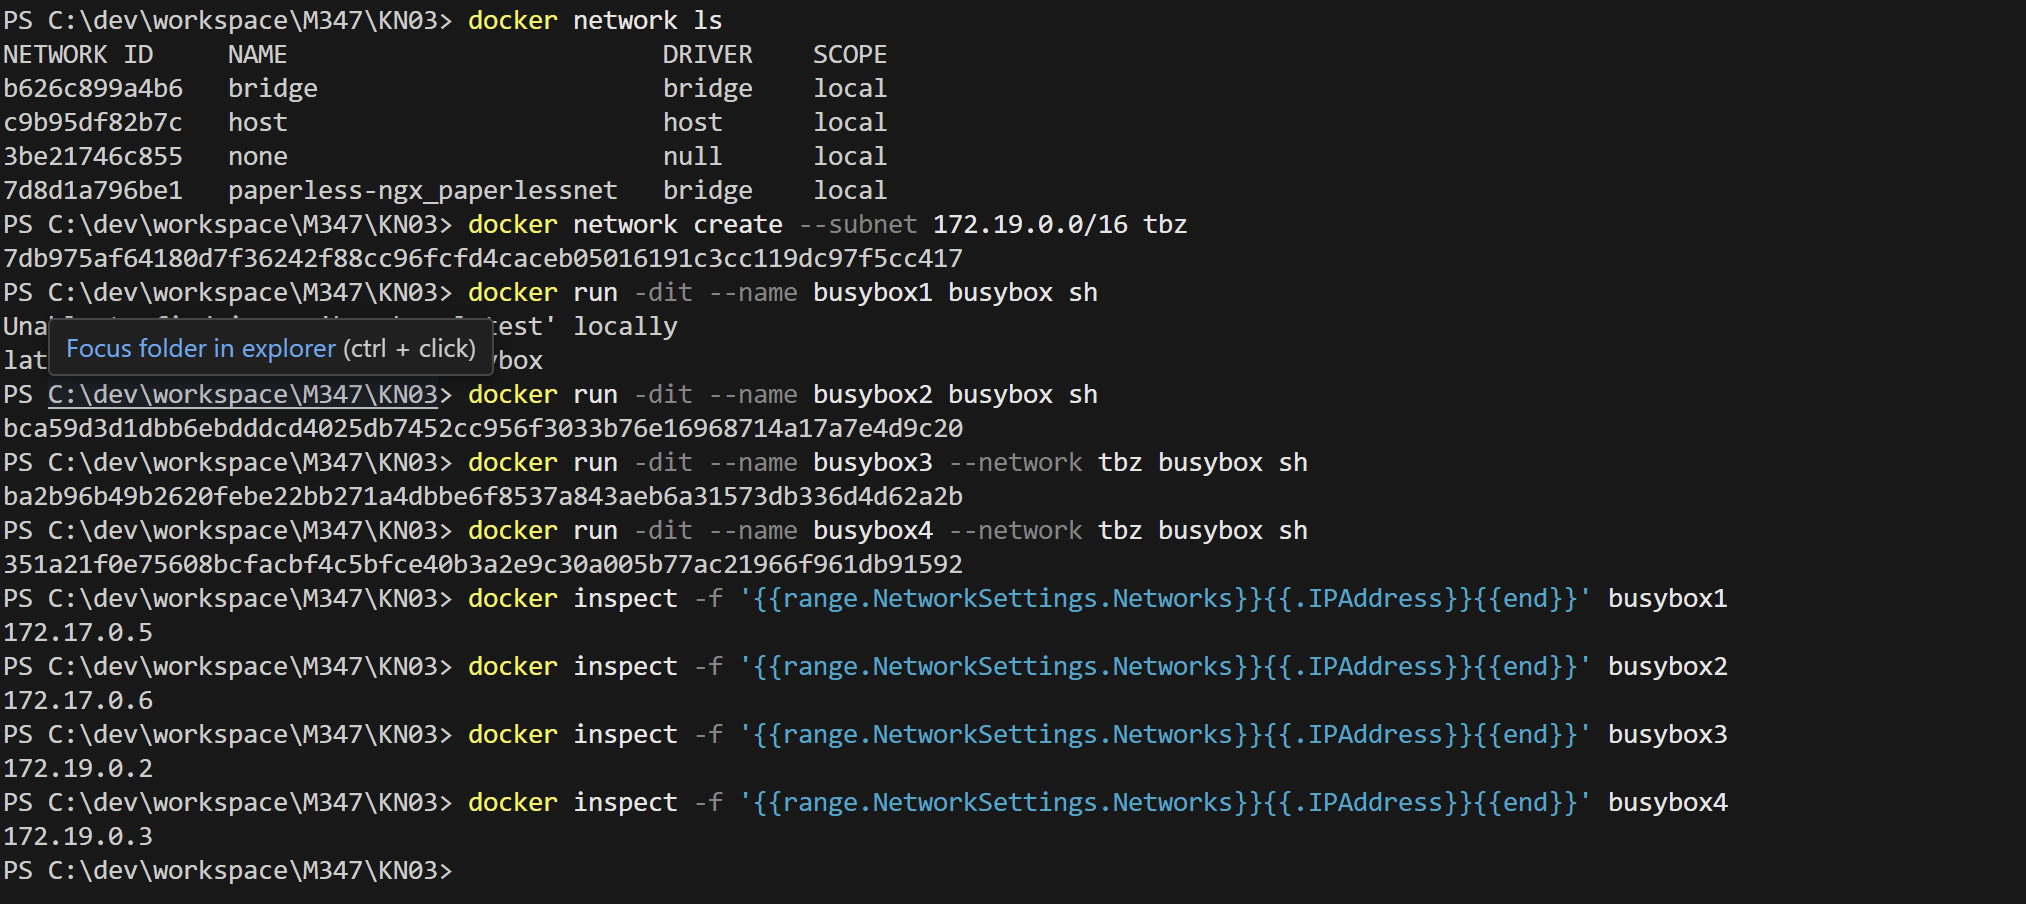 PS C:\dev\workspace\M347\KN03> docker network ls
NETWORK ID     NAME                         DRIVER    SCOPE
b626c899a4b6   bridge                       bridge    local
c9b95df82b7c   host                         host      local
3be21746c855   none                         null      local
7d8d1a796be1   paperless-ngx_paperlessnet   bridge    local
PS C:\dev\workspace\M347\KN03> docker network create --subnet 172.19.0.0/16 tbz
7db975af64180d7f36242f88cc96fcfd4caceb05016191c3cc119dc97f5cc417
PS C:\dev\workspace\M347\KN03> docker run -dit --name busybox1 busybox sh
locally
Focus folder in explorer (ctrl + click)
PS C:\dev\workspace\M347\KN03> docker run -dit --name busybox2 busybox sh
bca59d3d1dbb6ebdddcd4025db7452cc956f3033b76e16968714a17a7e4d9c20
PS C:\dev\workspace\M347\KN03> docker run -dit --name busybox3 --network tbz busybox sh
ba2b96b49b2620febe22bb271a4dbbe6f8537a843aeb6a31573db336d4d62a2b
PS C:\dev\workspace\M347\KN03> docker run -dit --name busybox4 --network tbz busybox sh
351a21f0e75608bcfacbf4c5bfce40b3a2e9c30a005b77ac21966f961db91592
PS C:\dev\workspace\M347\KN03> docker inspect -f '{{range.NetworkSettings.Networks}}{{.IPAddress}}{{end}}' busybox1
172.17.0.5
PS C:\dev\workspace\M347\KN03> docker inspect -f '{{range.NetworkSettings.Networks}}{{.IPAddress}}{{end}}' busybox2
172.17.0.6
PS C:\dev\workspace\M347\KN03> docker inspect -f '{{range.NetworkSettings.Networks}}{{.IPAddress}}{{end}}' busybox3
172.19.0.2
PS C:\dev\workspace\M347\KN03> docker inspect -f '{{range.NetworkSettings.Networks}}{{.IPAddress}}{{end}}' busybox4
172.19.0.3
PS C:\dev\workspace\M347\KN03>